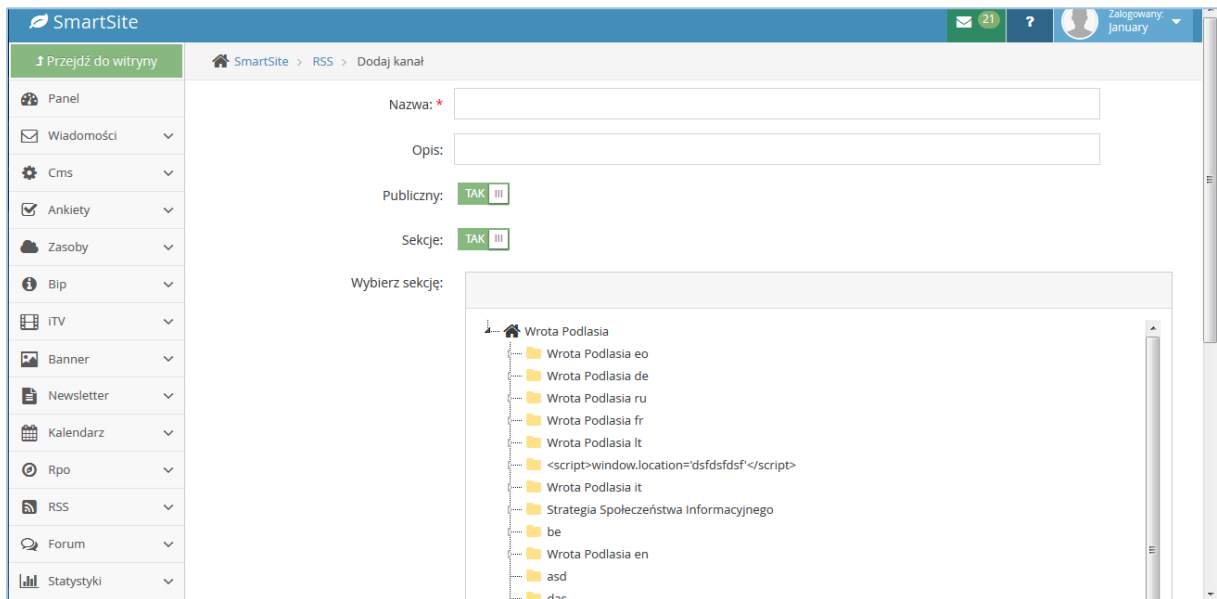 SmartSite
21
?
Zalogowany:
January
Przejdź do witryny
SmartSite > RSS > Dodaj kanał
Panel
Wiadomości
Cms
Ankiety
Zasoby
Bip
iTV
Banner
Newsletter
Kalendarz
Rpo
RSS
Forum
Statystyki
Nazwa: *
Opis:
Publiczny: TAK
Sekcje: TAK
Wybierz sekcję:
Wrota Podlasia
Wrota Podlasia eo
Wrota Podlasia de
Wrota Podlasia ru
Wrota Podlasia fr
Wrota Podlasia lt
<script>window.location='dsfdsfdsf'</script>
Wrota Podlasia it
Strategia Społeczeństwa Informacyjnego
be
Wrota Podlasia en
asd
das